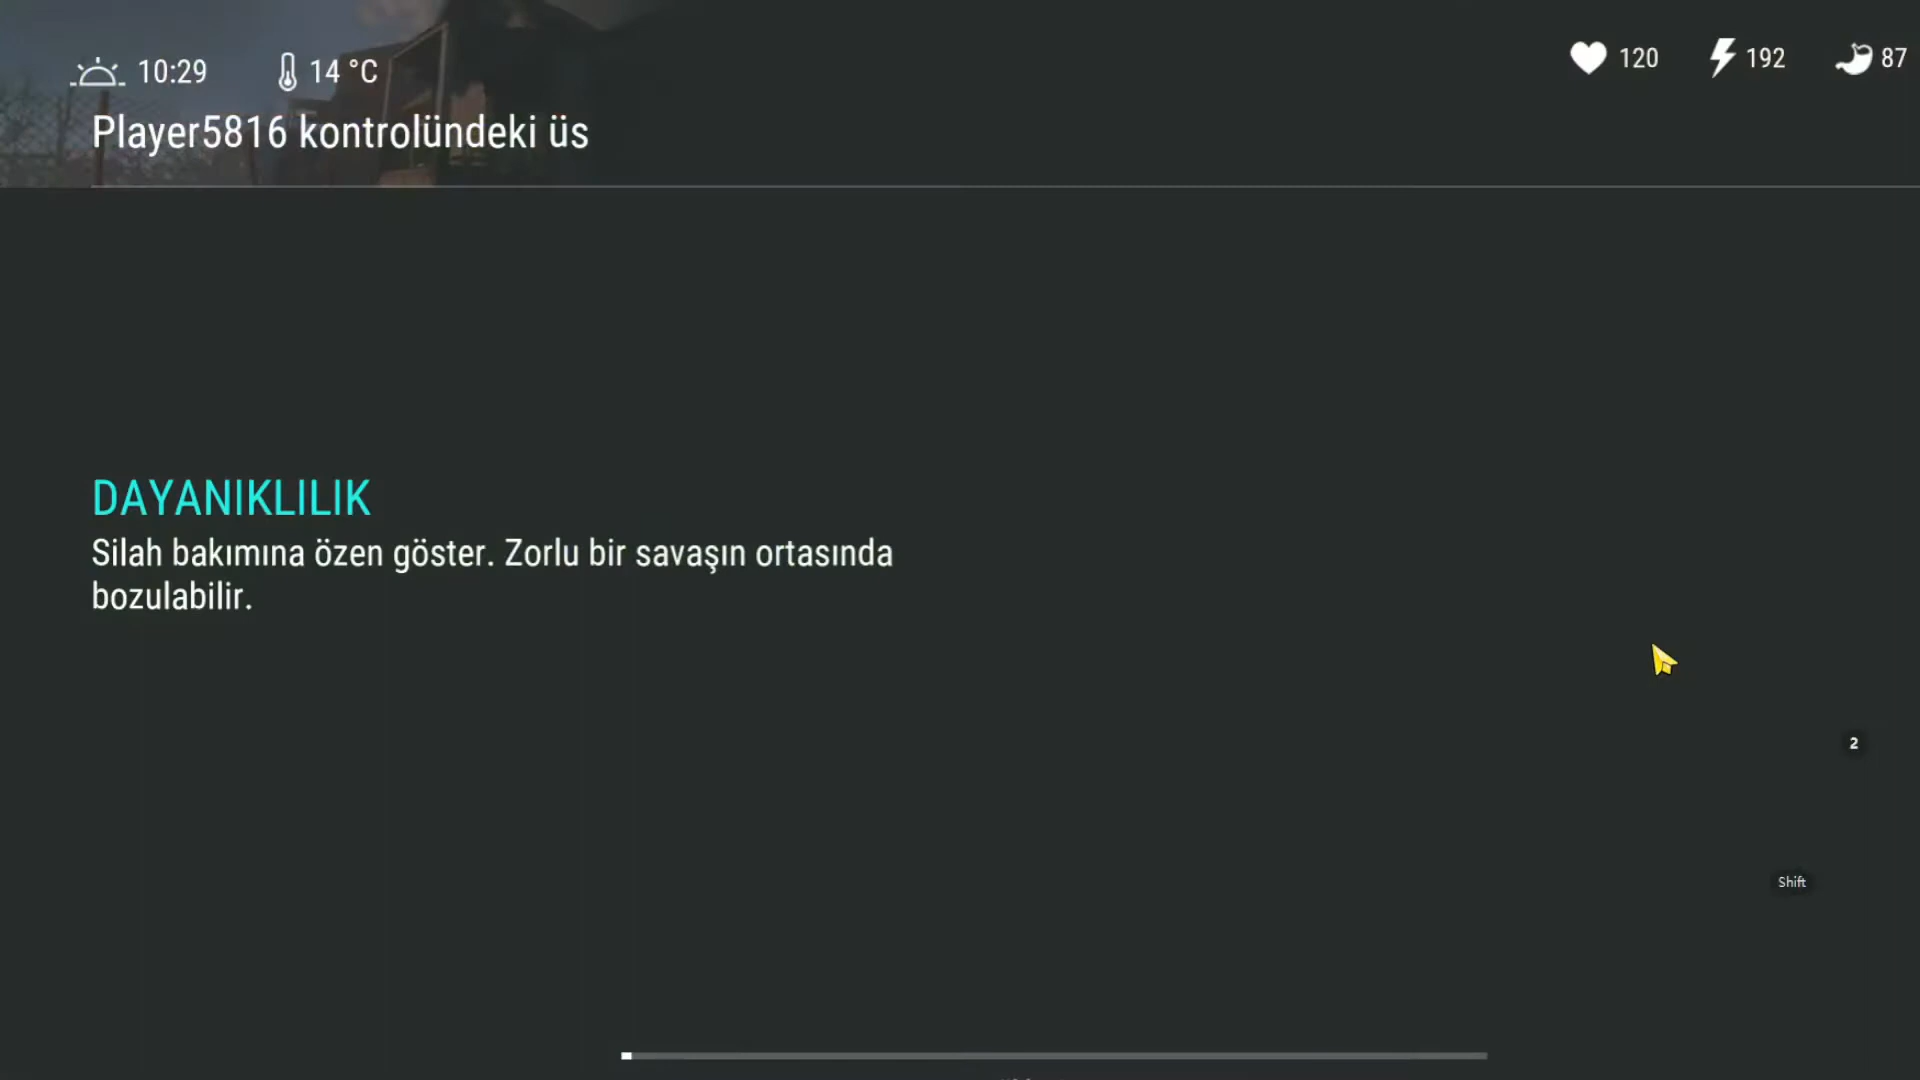 10:29 14 °C
120 192 87
Player5816 kontrolündeki üs
DAYANIKLILIK
Silah bakımına özen göster. Zorlu bir savaşın ortasında
bozulabilir.
2
Shift